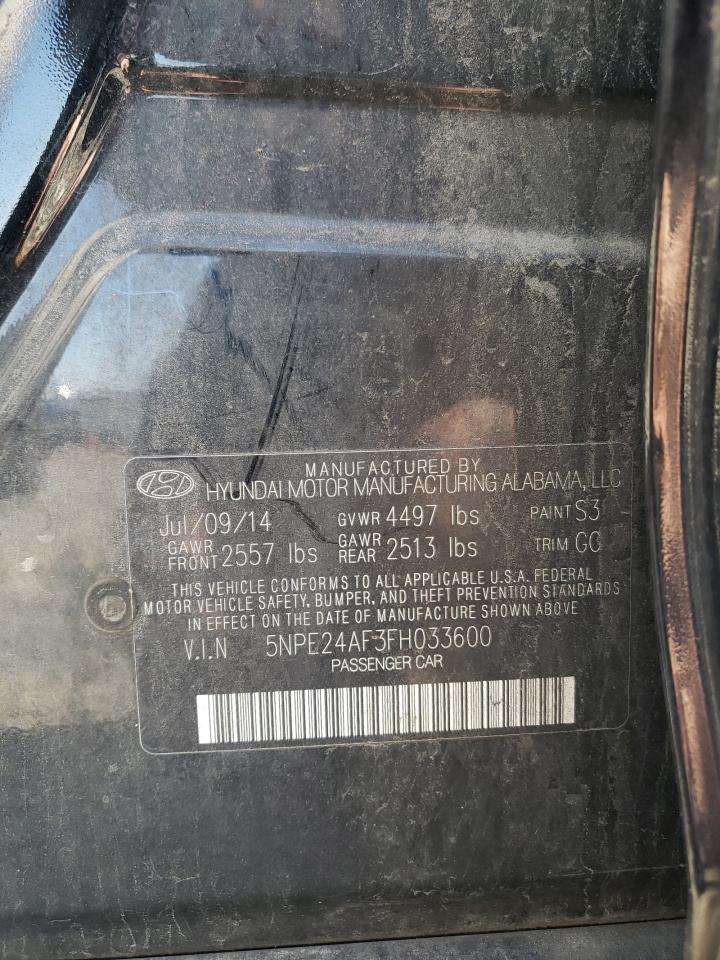 MANUFACTURED BY
HYUNDAI MOTOR MANUFACTURING ALABAMA, LLC
Jul/09/14 GVWR 4497 lbs PAINT S3
GAWR FRONT 2557 lbs GAWR REAR 2513 lbs TRIM GG
THIS VEHICLE CONFORMS TO ALL APPLICABLE U.S.A. FEDERAL
MOTOR VEHICLE SAFETY, BUMPER, AND THEFT PREVENTION STANDARDS
IN EFFECT ON THE DATE OF MANUFACTURE SHOWN ABOVE
V.I.N 5NPE24AF3FH033600
PASSENGER CAR